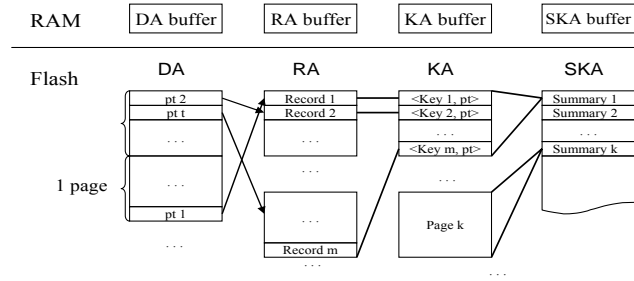 RAM DA buffer RA buffer KA buffer SKA buffer
Flash DA RA KA SKA
pt 2 Record 1 <Key 1, pt> Summary 1
pt t Record 2 <Key 2, pt> Summary 2
. . . . . . . . . . . .
<Key m, pt> Summary k
. . . . . . . . .
1 page
pt 1 . . . Page k
. . . Record m
. . . . . .